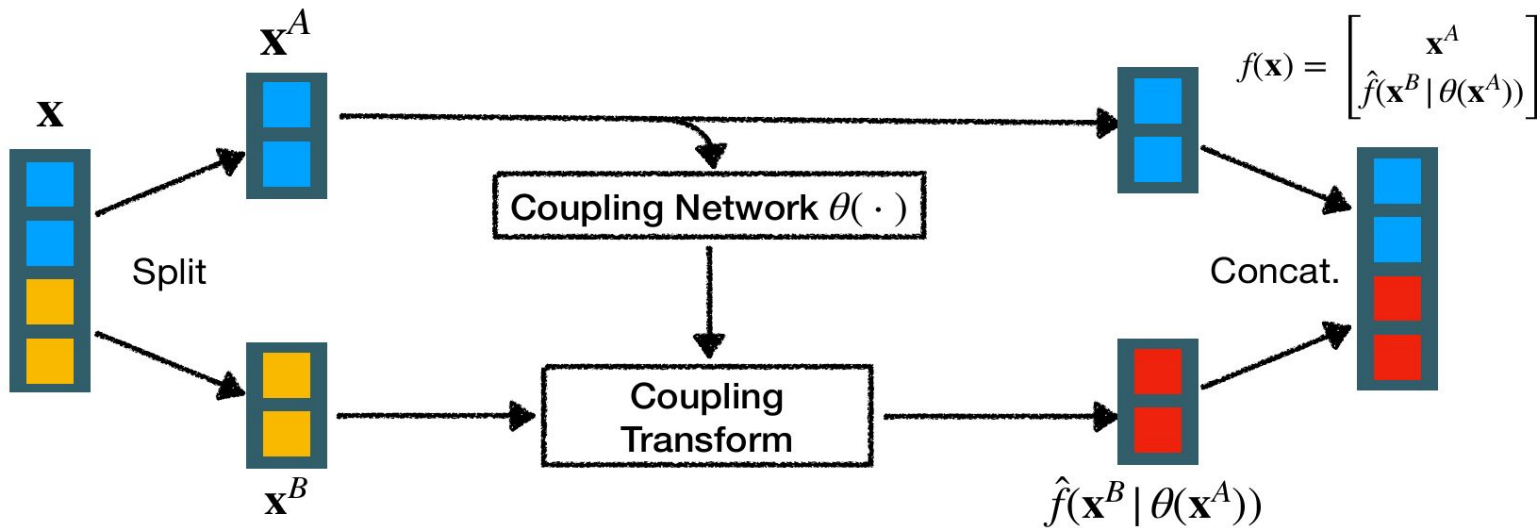 𝐱
Split
𝐱^A
𝐱^B
Coupling Network θ( · )
Coupling
Transform
f̂(𝐱^B | θ(𝐱^A))
Concat.
f(𝐱) = [ 𝐱^A
f̂(𝐱^B | θ(𝐱^A)) ]